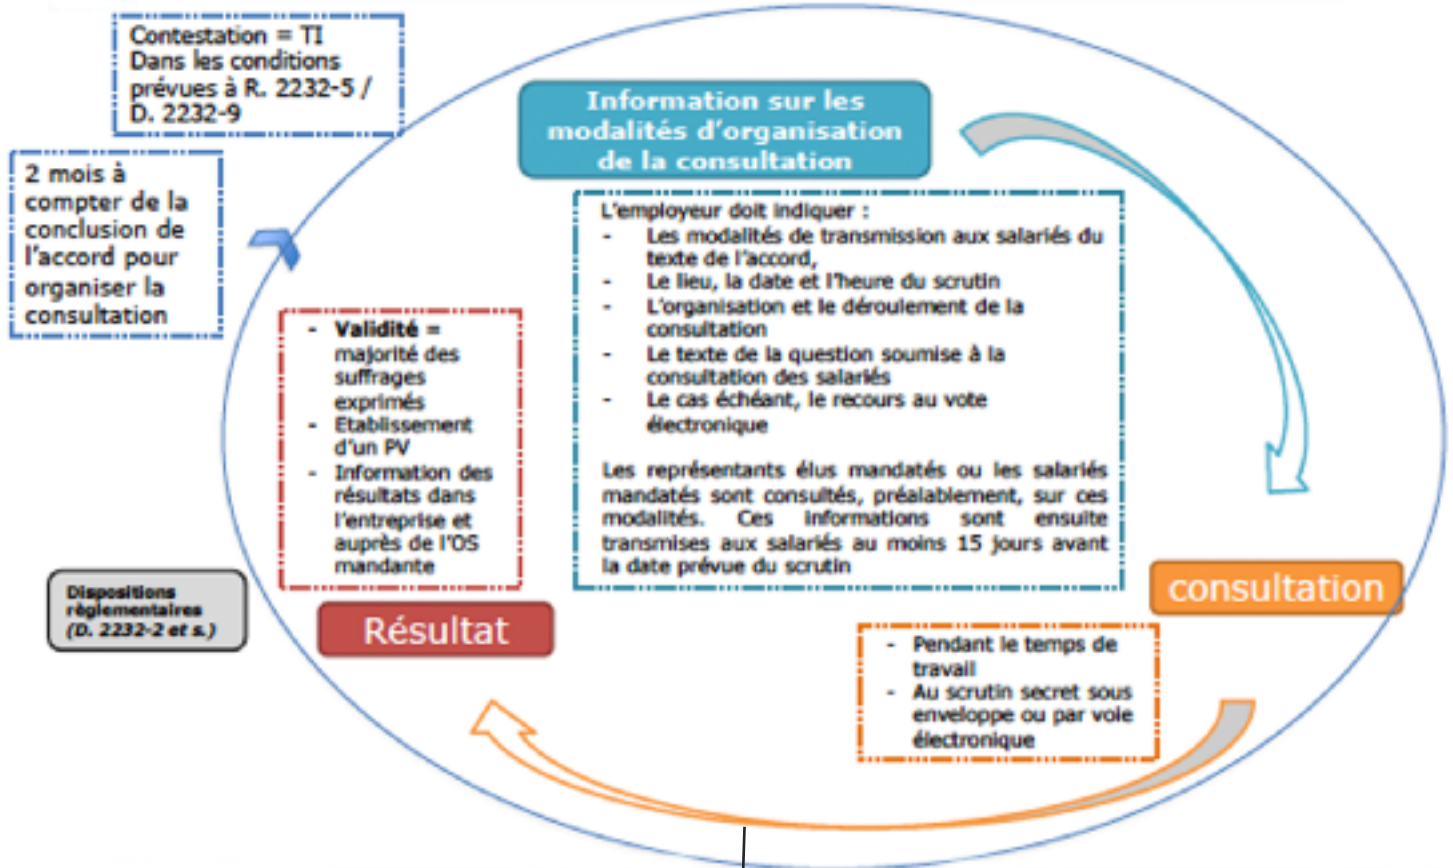 Contestation = TI
Dans les conditions
prévues à R. 2232-5 /
D. 2232-9
2 mois à
compter de la
conclusion de
l'accord pour
organiser la
consultation
Information sur les
modalités d'organisation
de la consultation
L'employeur doit indiquer :
- Les modalités de transmission aux salariés du
texte de l'accord,
- Le lieu, la date et l'heure du scrutin
- L'organisation et le déroulement de la
consultation
- Le texte de la question soumise à la
consultation des salariés
- Le cas échéant, le recours au vote
électronique
Les représentants élus mandatés ou les salariés
mandatés sont consultés, préalablement, sur ces
modalités. Ces informations sont ensuite
transmises aux salariés au moins 15 jours avant
la date prévue du scrutin
consultation
- Pendant le temps de
travail
- Au scrutin secret sous
enveloppe ou par voie
électronique
- Validité =
majorité des
suffrages
exprimés
- Etablissement
d'un PV
- Information des
résultats dans
l'entreprise et
auprès de l'OS
mandante
Résultat
Dispositions
règlementaires
(D. 2232-2 et s.)